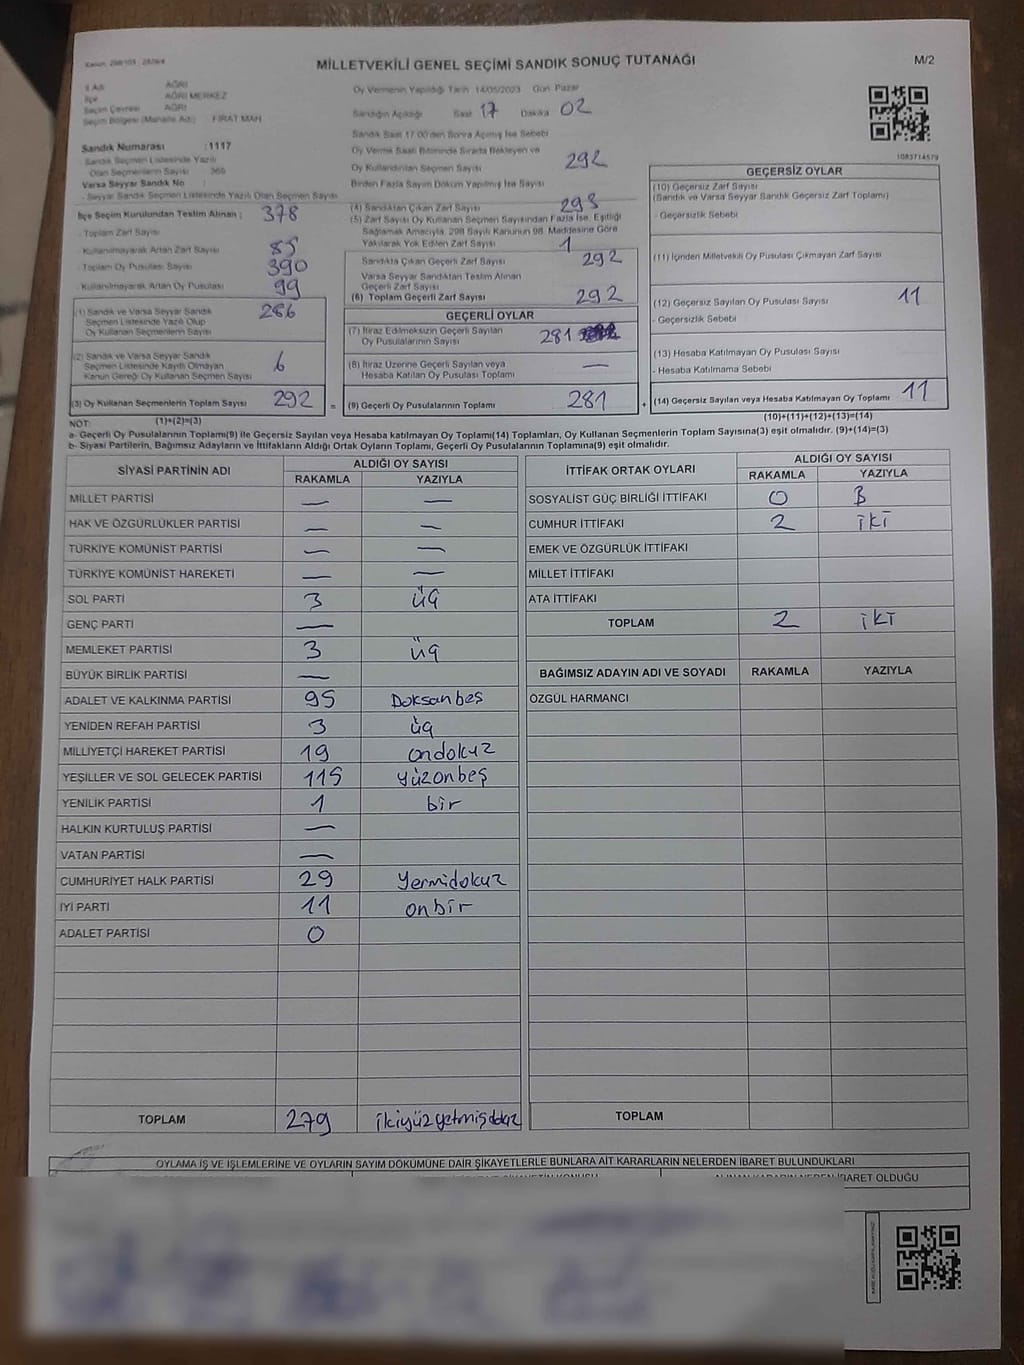 MİLLETVEKİLİ GENEL SEÇİMİ SANDIK SONUÇ TUTANAĞI
M/2
İl Adı AĞRI
İlçe AĞRI MERKEZ
Seçim Çevresi AĞRI
Seçim Bölgesi (Mahalle Adı) : FIRAT MAH
Sandık Numarası :1117
Sandık Seçmen Listesinde Yazılı
Olan Seçmenlerin Sayısı
Varsa Seyyar Sandık No :
- Seyyar Sandık Seçmen Listesinde Yazılı Olan Seçmen Sayısı
İlçe Seçim Kurulundan Teslim Alınan ; 378
- Toplam Zarf Sayısı
- Kullanılmayarak Artan Zarf Sayısı 85
- Toplam Oy Pusulası Sayısı 390
- Kullanılmayarak Artan Oy Pusulası 99
(1) Sandık ve Varsa Seyyar Sandık 286
Seçmen Listesinde Yazılı Olup
Oy Kullanan Seçmenlerin Sayısı
(2) Sandık ve Varsa Seyyar Sandık
Seçmen Listesinde Kayıtlı Olmayan 6
Kanun Gereği Oy Kullanan Seçmen Sayısı
(3) Oy Kullanan Seçmenlerin Toplam Sayısı 292 =
Oy Vermenin Yapıldığı Tarih 14/05/2023 Gün Pazar
Sandığın Açıldığı Saat 17 Dakika 02
Sandık Saat 17:00'den Sonra Açılmış İse Sebebi
Oy Verme Saati Bitiminde Sırada Bekleyen ve
Oy Kullandırılan Seçmen Sayısı 292
Birden Fazla Sayım Döküm Yapılmış İse Sayısı
(4) Sandıktan Çıkan Zarf Sayısı 293
(5) Zarf Sayısı Oy Kullanan Seçmen Sayısından Fazla İse, Eşitliği
Sağlamak Amacıyla, 298 Sayılı Kanunun 98. Maddesine Göre
Yakılarak Yok Edilen Zarf Sayısı 1
Sandıkta Çıkan Geçerli Zarf Sayısı 292
Varsa Seyyar Sandıktan Teslim Alınan
Geçerli Zarf Sayısı
(6) Toplam Geçerli Zarf Sayısı 292
GEÇERLİ OYLAR
(7) İtiraz Edilmeksizin Geçerli Sayılan 281
Oy Pusulalarının Sayısı
(8) İtiraz Üzerine Geçerli Sayılan veya —
Hesaba Katılan Oy Pusulası Toplamı
(9) Geçerli Oy Pusulalarının Toplamı 281 +
1083714579
GEÇERSİZ OYLAR
(10) Geçersiz Zarf Sayısı
(Sandık ve Varsa Seyyar Sandık Geçersiz Zarf Toplamı)
- Geçersizlik Sebebi
(11) İçinden Milletvekili Oy Pusulası Çıkmayan Zarf Sayısı
(12) Geçersiz Sayılan Oy Pusulası Sayısı 11
- Geçersizlik Sebebi
(13) Hesaba Katılmayan Oy Pusulası Sayısı
- Hesaba Katılmama Sebebi
(14) Geçersiz Sayılan veya Hesaba Katılmayan Oy Toplamı 11
NOT: (1)+(2)=(3) (10)+(11)+(12)+(13)=(14)
a- Geçerli Oy Pusulalarının Toplamı(9) ile Geçersiz Sayılan veya Hesaba katılmayan Oy Toplamı(14) Toplamları, Oy Kullanan Seçmenlerin Toplam Sayısına(3) eşit olmalıdır. (9)+(14)=(3)
b- Siyasi Partilerin, Bağımsız Adayların ve İttifakların Aldığı Ortak Oyların Toplamı, Geçerli Oy Pusulalarının Toplamına(9) eşit olmalıdır.
SİYASİ PARTİNİN ADI ALDIĞI OY SAYISI
RAKAMLA YAZIYLA
MİLLET PARTİSİ — —
HAK VE ÖZGÜRLÜKLER PARTİSİ — —
TÜRKİYE KOMÜNİST PARTİSİ — —
TÜRKİYE KOMÜNİST HAREKETİ — —
SOL PARTİ 3 üç
GENÇ PARTİ —
MEMLEKET PARTİSİ 3 üç
BÜYÜK BİRLİK PARTİSİ —
ADALET VE KALKINMA PARTİSİ 95 Doksanbeş
YENİDEN REFAH PARTİSİ 3 üç
MİLLİYETÇİ HAREKET PARTİSİ 19 ondokuz
YEŞİLLER VE SOL GELECEK PARTİSİ 115 yüzonbeş
YENİLİK PARTİSİ 1 bir
HALKIN KURTULUŞ PARTİSİ —
VATAN PARTİSİ —
CUMHURİYET HALK PARTİSİ 29 Yermidokuz
İYİ PARTİ 11 onbir
ADALET PARTİSİ 0
TOPLAM 279
İTTİFAK ORTAK OYLARI ALDIĞI OY SAYISI
RAKAMLA YAZIYLA
SOSYALİST GÜÇ BİRLİĞİ İTTİFAKI 0
CUMHUR İTTİFAKI 2 iki
EMEK VE ÖZGÜRLÜK İTTİFAKI
MİLLET İTTİFAKI
ATA İTTİFAKI
TOPLAM 2 iki
BAĞIMSIZ ADAYIN ADI VE SOYADI RAKAMLA YAZIYLA
ÖZGÜL HARMANCI
TOPLAM
OYLAMA İŞ VE İŞLEMLERİNE VE OYLARIN SAYIM DÖKÜMÜNE DAİR ŞİKAYETLERLE BUNLARA AİT KARARLARIN NELERDEN İBARET BULUNDUKLARI